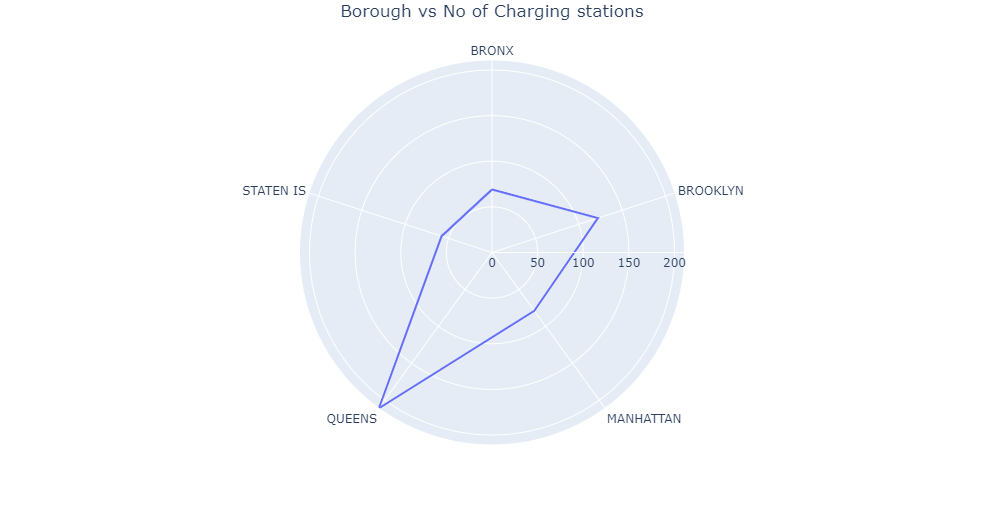 Borough vs No of Charging stations
BRONX
STATEN IS
BROOKLYN
0 50 100 150 200
QUEENS
MANHATTAN